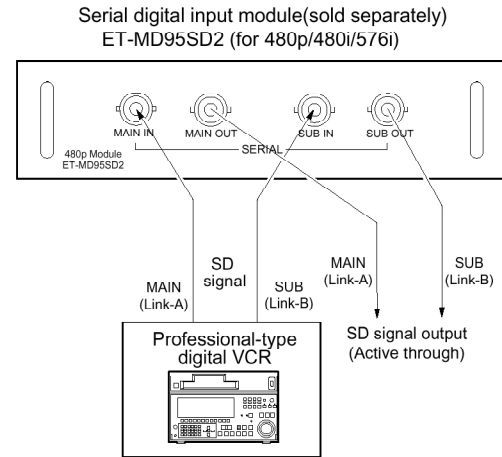 Serial digital input module(sold separately)
ET-MD95SD2 (for 480p/480i/576i)
MAIN IN
MAIN OUT
SUB IN
SUB OUT
SERIAL
480p Module
ET-MD95SD2
SD
signal
MAIN
(Link-A)
SUB
(Link-B)
MAIN
(Link-A)
SUB
(Link-B)
SD signal output
(Active through)
Professional-type
digital VCR